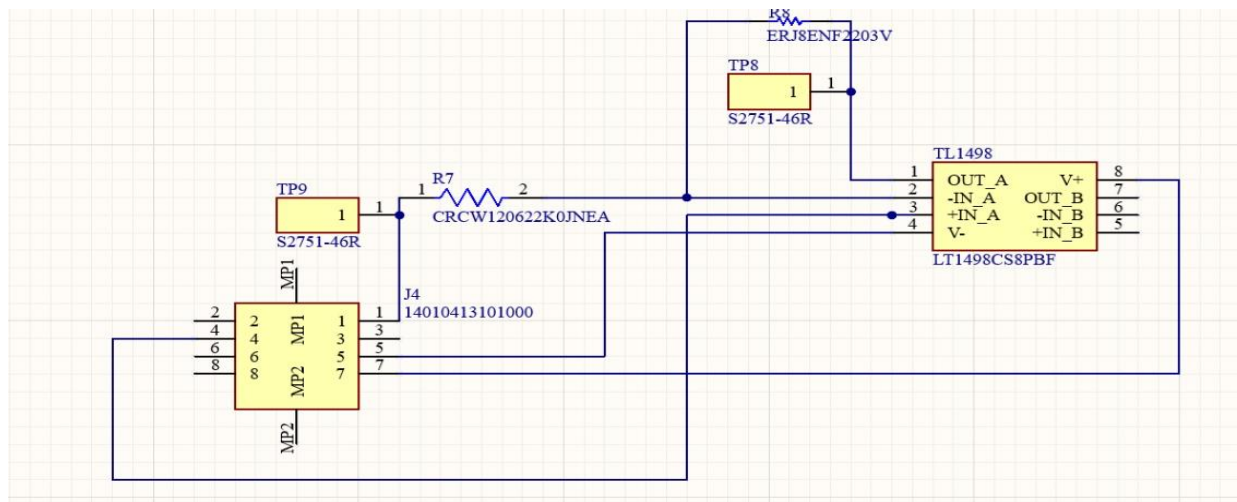 R8
ERJ8ENF2203V
TP8
1
1
S2751-46R
TL1498
1
OUT_A
V+
8
2
-IN_A
OUT_B
7
3
+IN_A
-IN_B
6
4
V-
+IN_B
5
LT1498CS8PBF
R7
1
2
CRCW120622K0JNEA
TP9
1
1
S2751-46R
MP1
J4
14010413101000
2
2
MP1
1
1
4
4
3
3
6
6
5
5
8
8
MP2
7
7
MP2